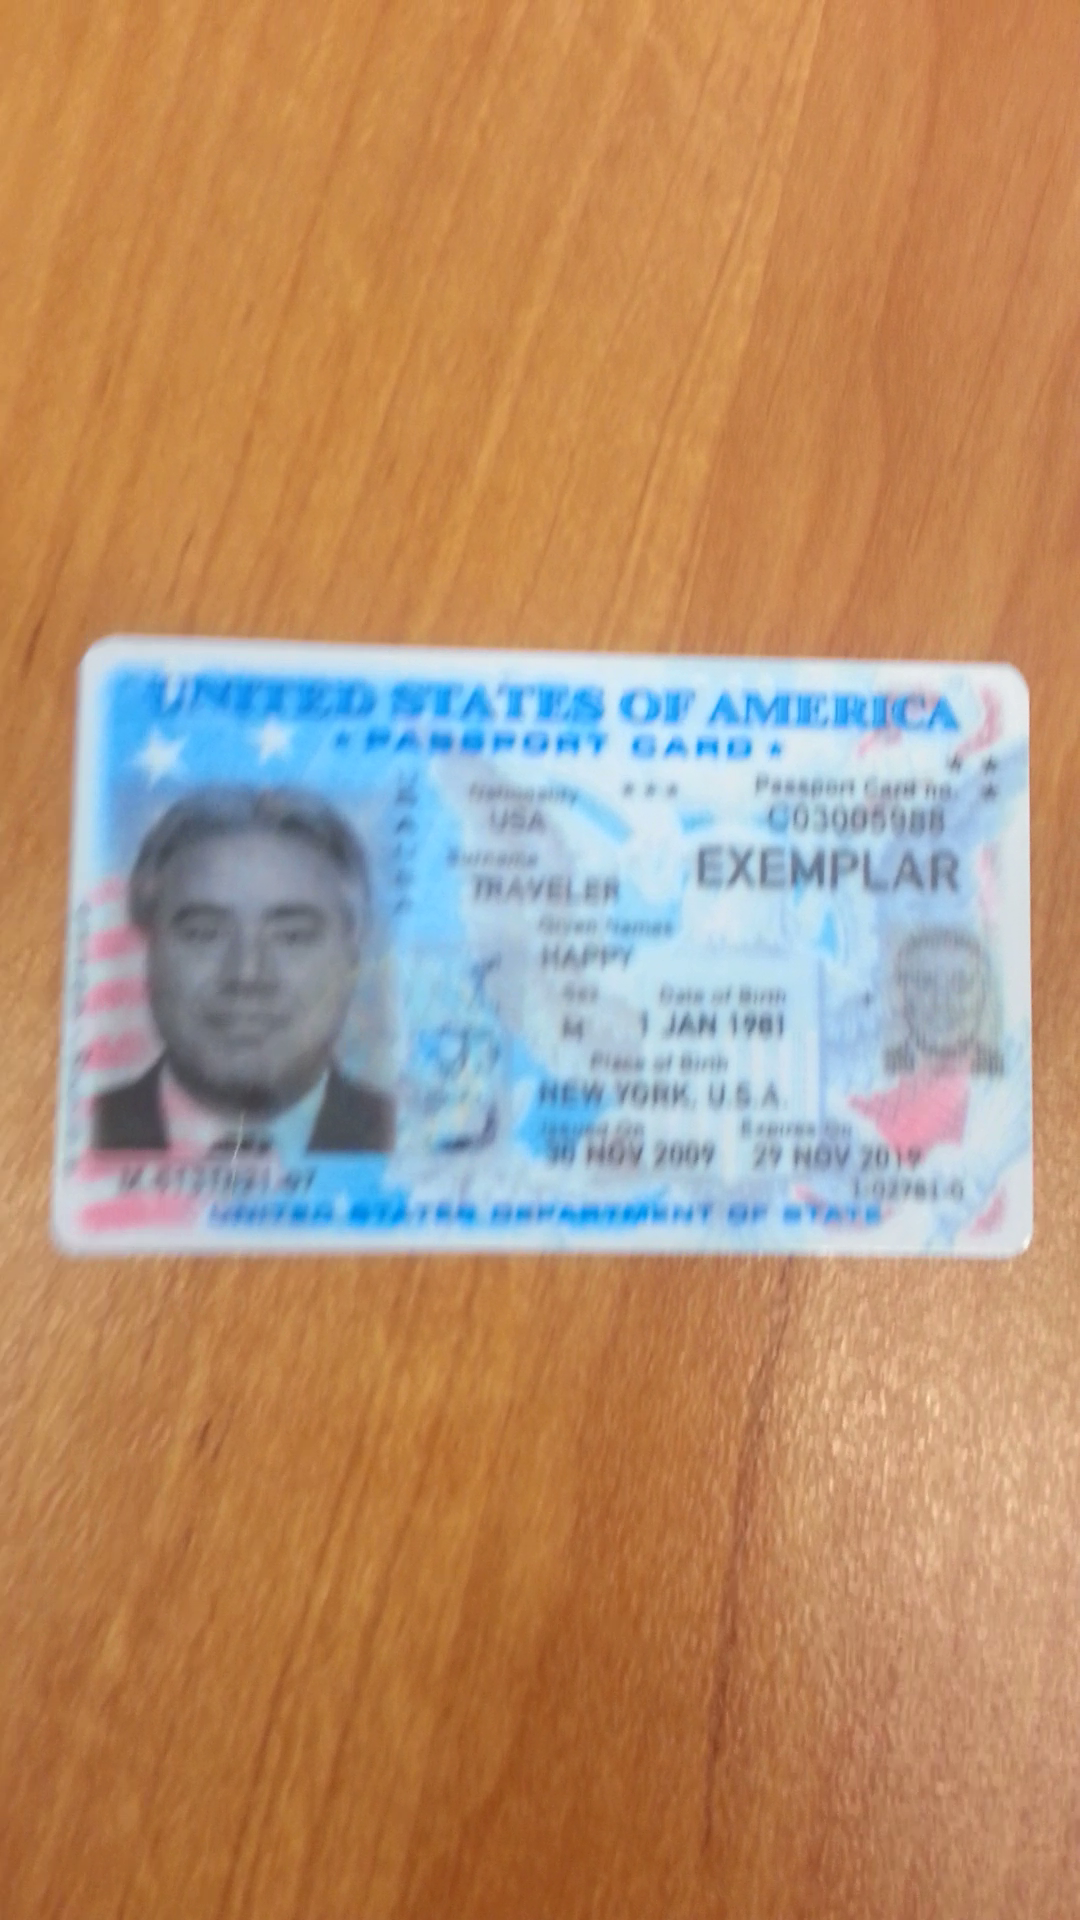 UNITED STATES OF AMERICA
★ PASSPORT CARD ★
Nationality
USA
Passport Card no.
C03005988
EXEMPLAR
Surname
TRAVELER
Given Names
HAPPY
Sex
M
Date of Birth
1 JAN 1981
Place of Birth
NEW YORK, U.S.A.
Issued On
30 NOV 2009
Expires On
29 NOV 2019
1-02781-0
UNITED STATES DEPARTMENT OF STATE